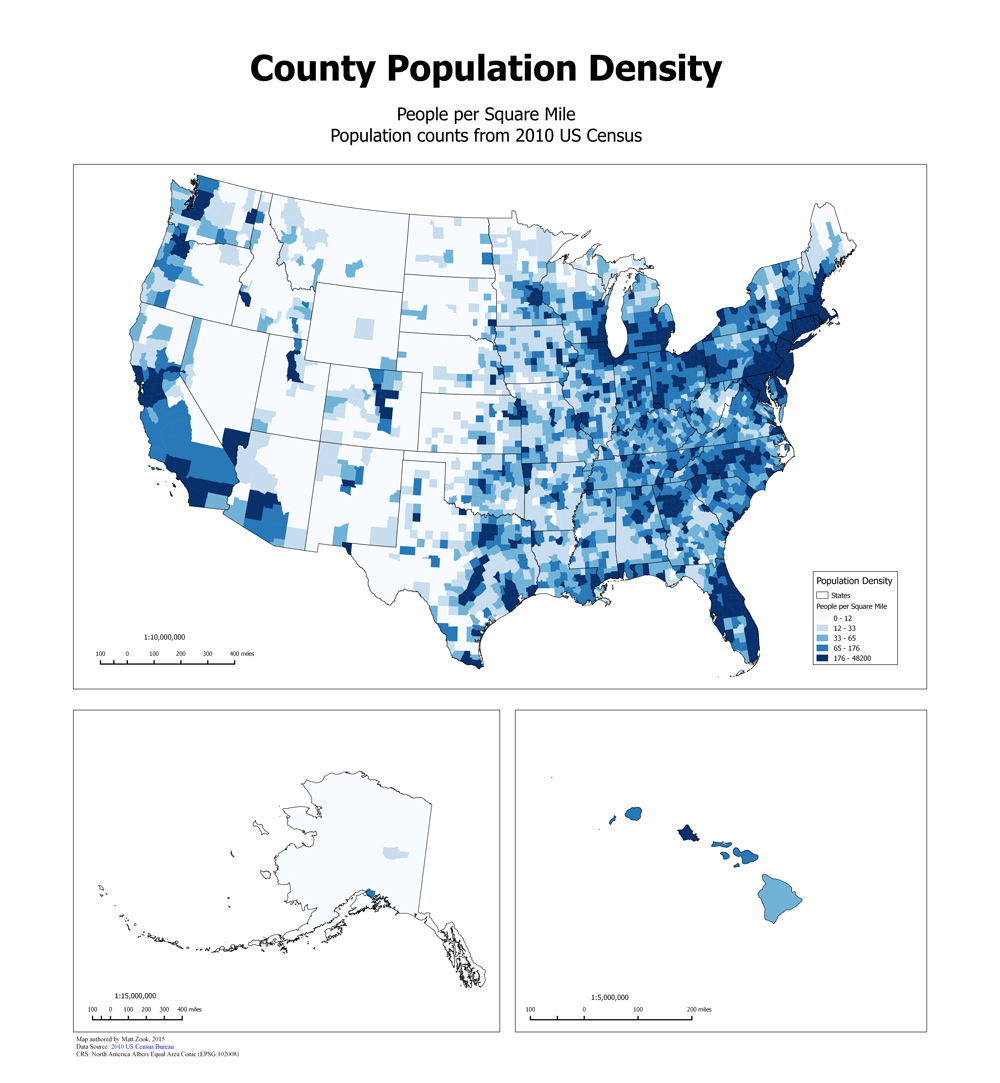 County Population Density
People per Square Mile
Population counts from 2010 US Census
Population Density
States
People per Square Mile
0 - 12
12 - 33
33 - 65
65 - 176
176 - 48200
1:10,000,000
100 0 100 200 300 400 miles
1:15,000,000
100 0 100 200 300 400 miles
1:5,000,000
100 0 100 200 miles
Map authored by Matt Zook, 2015
Data Source: 2010 US Census Bureau
CRS: North America Albers Equal Area Conic (EPSG:102008)